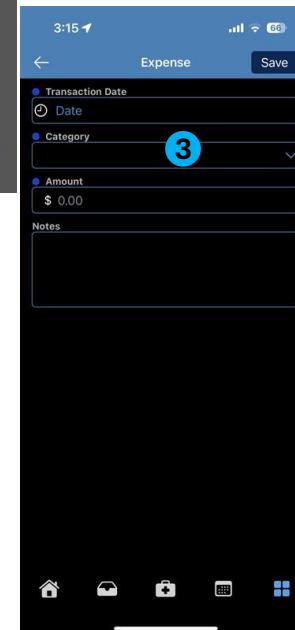 3:15 66
Expense Save
Transaction Date
Date
Category
3
Amount
$ 0.00
Notes